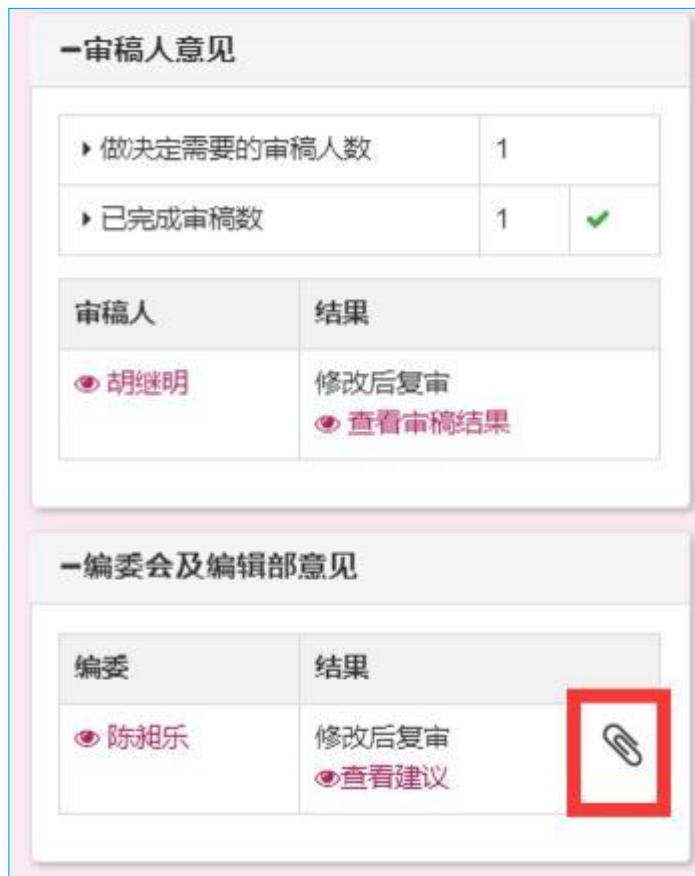 审稿人意见
做决定需要的审稿人数 1
已完成审稿数 1
审稿人 结果
胡继明 修改后复审
查看审稿结果
编委会及编辑部意见
编委 结果
陈昶乐 修改后复审
查看建议